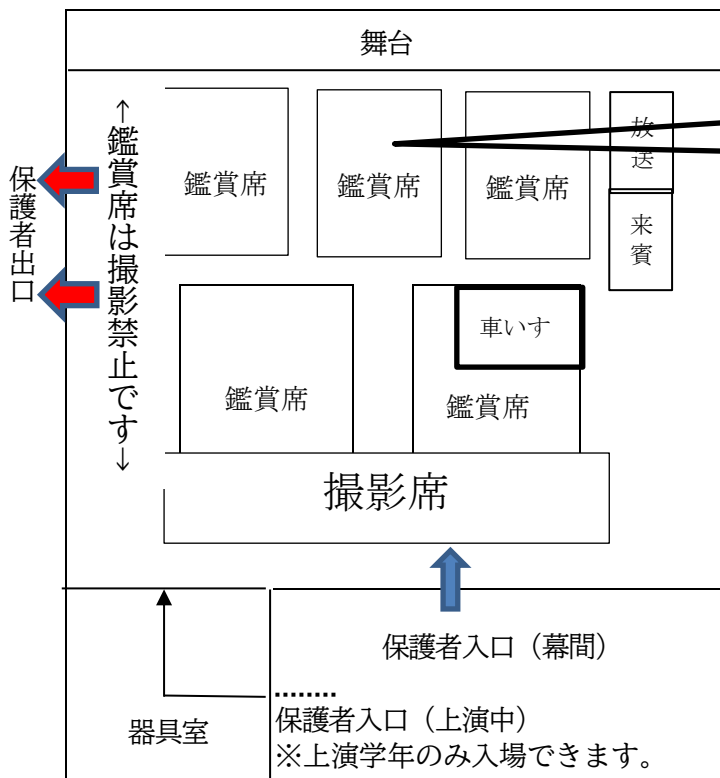 舞台
↑鑑賞席は撮影禁止です↓
保護者出口
鑑賞席
鑑賞席
鑑賞席
放送
来賓
車いす
鑑賞席
鑑賞席
撮影席
保護者入口（幕間）
器具室
保護者入口（上演中）
※上演学年のみ入場できます。